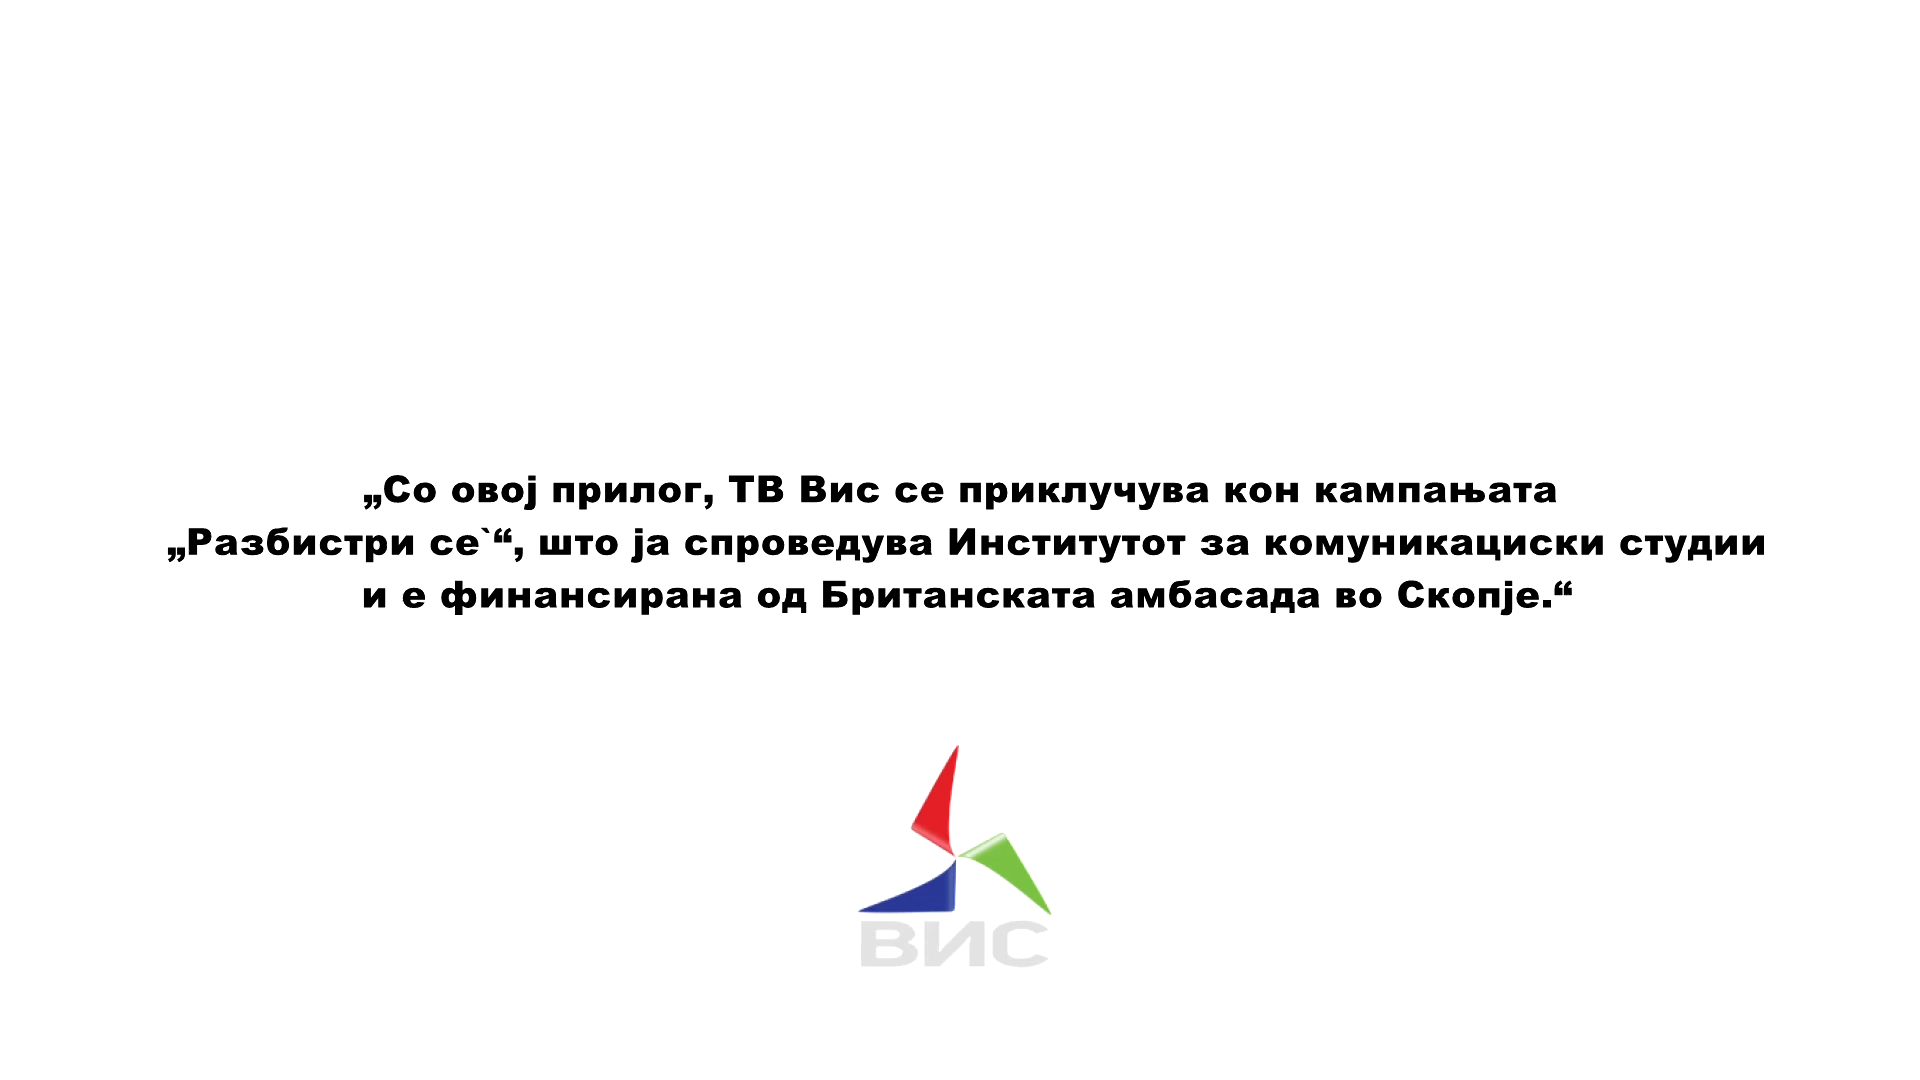 „Со овој прилог, ТВ Вис се приклучува кон кампањата
„Разбистри се`“, што ја спроведува Институтот за комуникациски студии
и е финансирана од Британската амбасада во Скопје.“
ВИС